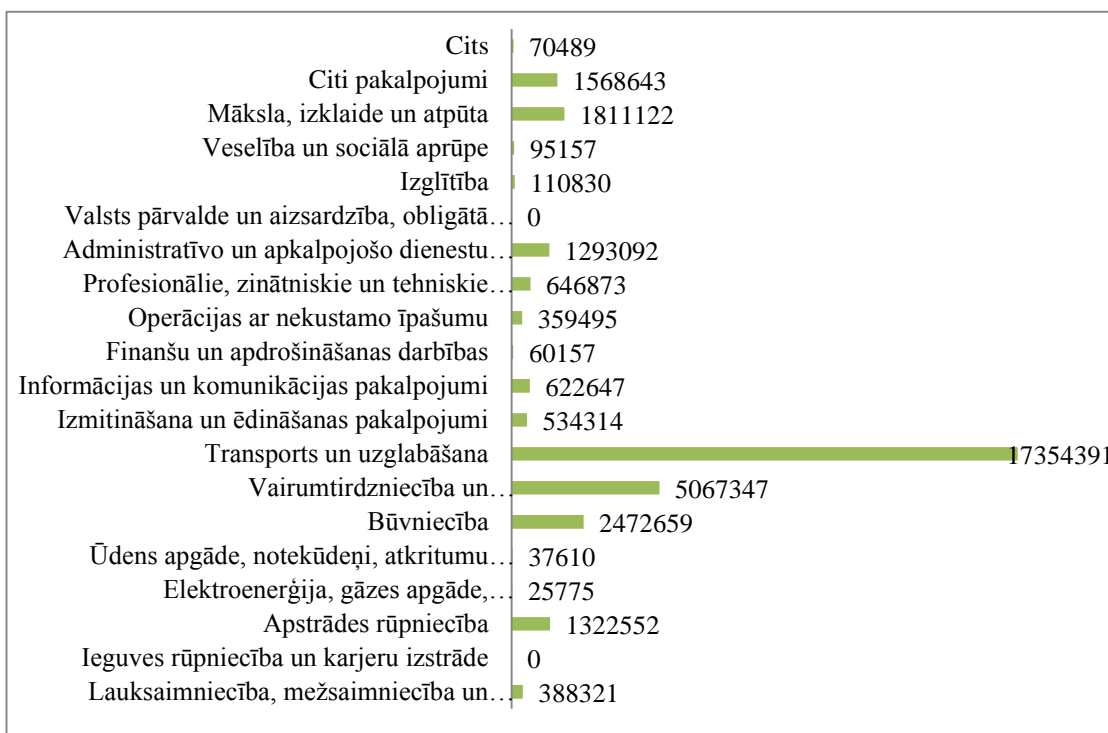 Cits 70489
Citi pakalpojumi 1568643
Māksla, izklaide un atpūta 1811122
Veselība un sociālā aprūpe 95157
Izglītība 110830
Valsts pārvalde un aizsardzība, obligātā… 0
Administratīvo un apkalpojošo dienestu… 1293092
Profesionālie, zinātniskie un tehniskie… 646873
Operācijas ar nekustamo īpašumu 359495
Finanšu un apdrošināšanas darbības 60157
Informācijas un komunikācijas pakalpojumi 622647
Izmitināšana un ēdināšanas pakalpojumi 534314
Transports un uzglabāšana 17354391
Vairumtirdzniecība un… 5067347
Būvniecība 2472659
Ūdens apgāde, notekūdeņi, atkritumu… 37610
Elektroenerģija, gāzes apgāde,… 25775
Apstrādes rūpniecība 1322552
Ieguves rūpniecība un karjeru izstrāde 0
Lauksaimniecība, mežsaimniecība un… 388321